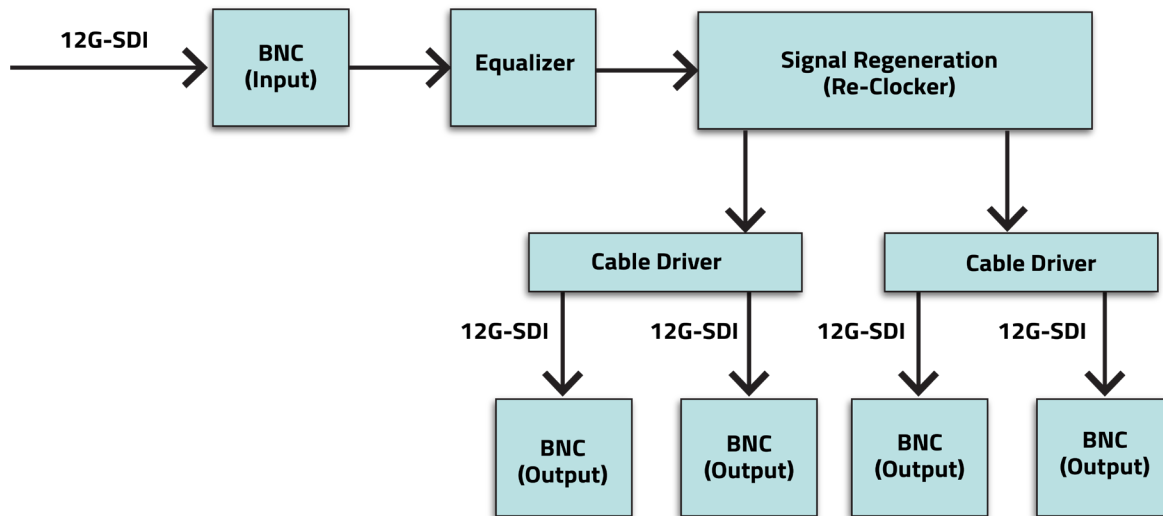 12G-SDI
BNC
(Input)
Equalizer
Signal Regeneration
(Re-Clocker)
Cable Driver
Cable Driver
12G-SDI
12G-SDI
12G-SDI
12G-SDI
BNC
(Output)
BNC
(Output)
BNC
(Output)
BNC
(Output)